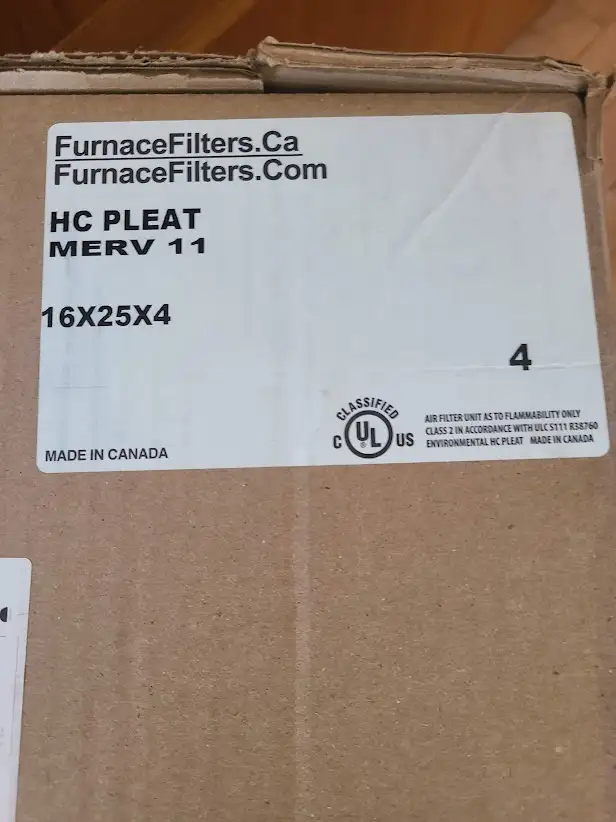 FurnaceFilters.Ca
FurnaceFilters.Com
HC PLEAT
MERV 11
16X25X4
4
CLASSIFIED
C UL® US
AIR FILTER UNIT AS TO FLAMMABILITY ONLY
CLASS 2 IN ACCORDANCE WITH ULC S111 R38760
ENVIRONMENTAL HC PLEAT MADE IN CANADA
MADE IN CANADA